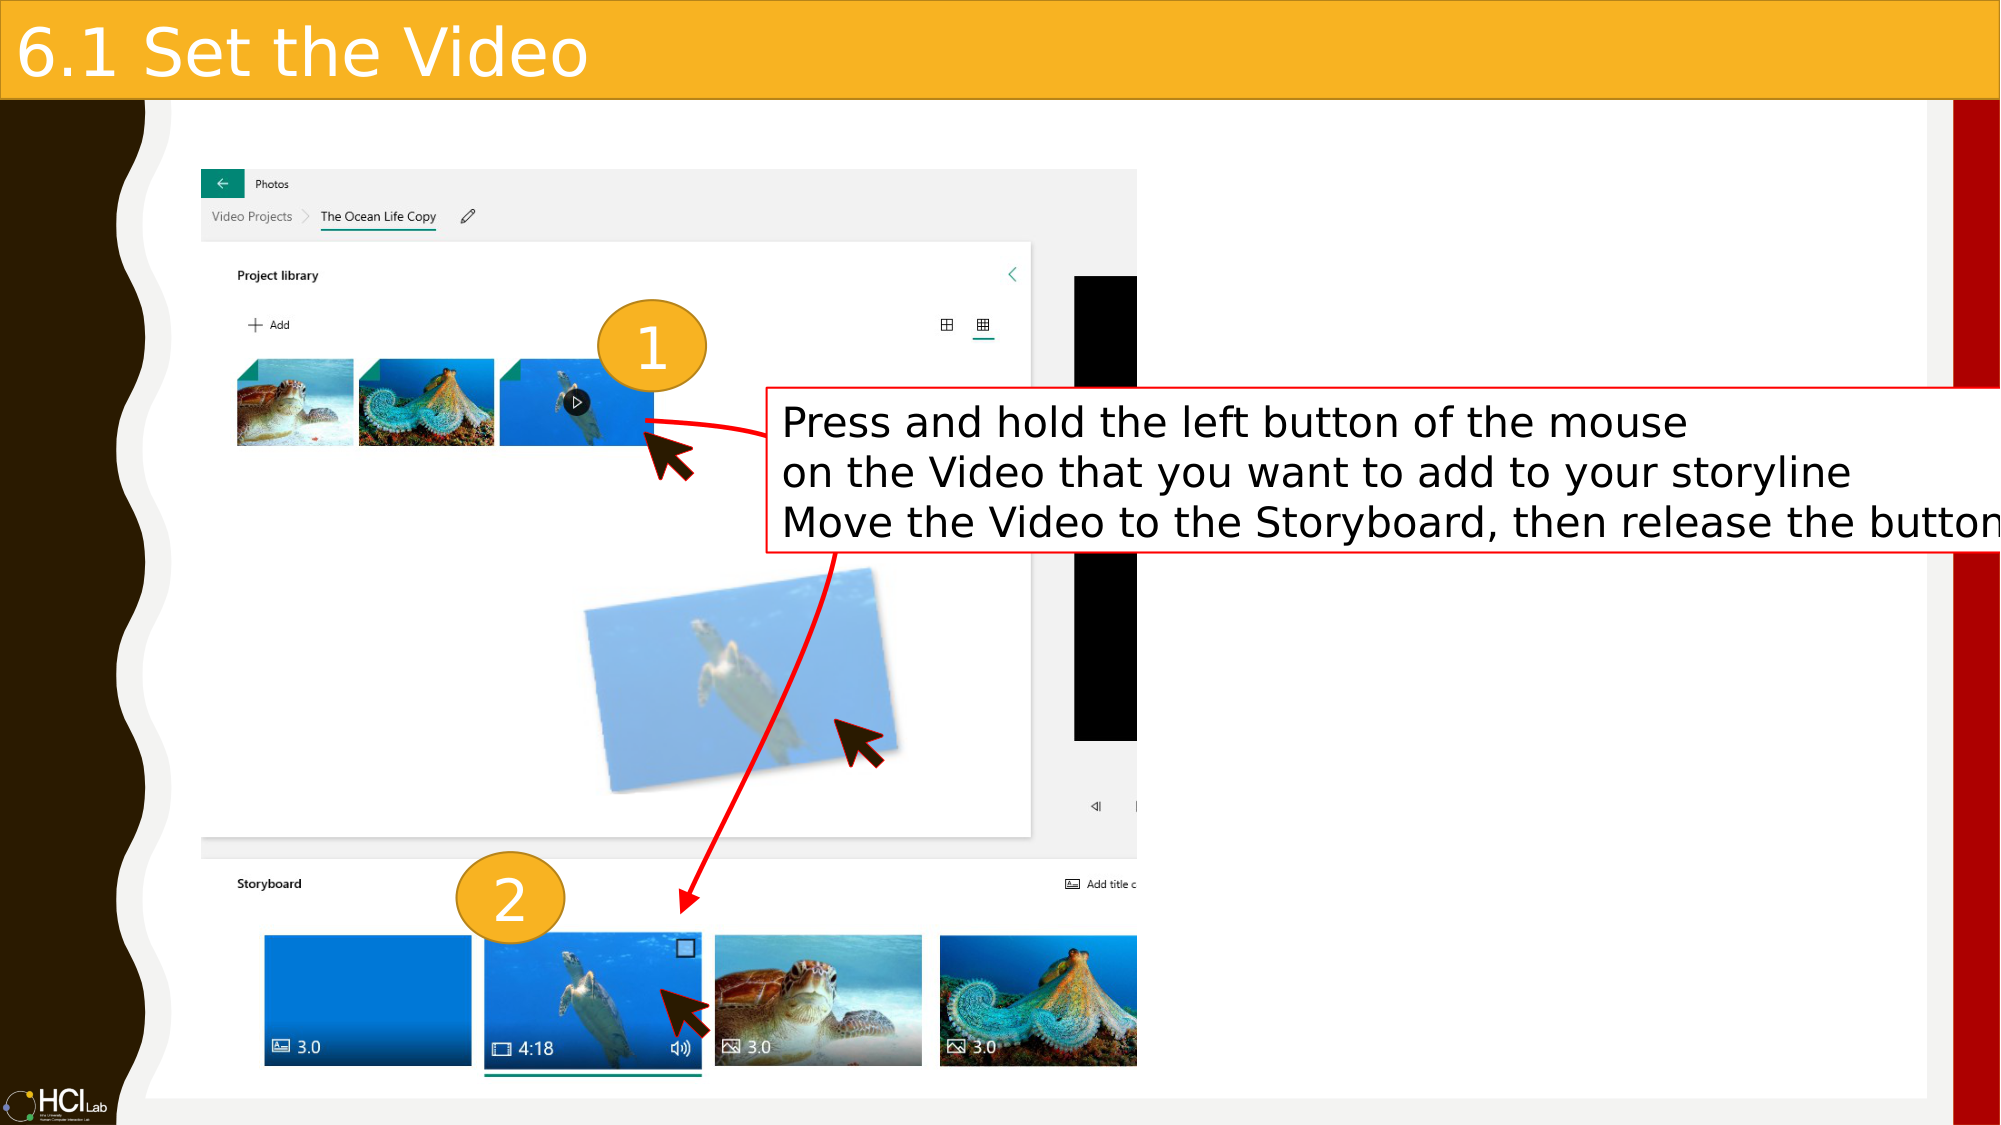 6.1 Set the Video
Photos
Video Projects
The Ocean Life Copy
Project library
Add
1
Press and hold the left button of the mouse
on the Video that you want to add to your storyline
Move the Video to the Storyboard, then release the button
Storyboard
2
Add title c
3.0
4:18
3.0
3.0
HCI Lab